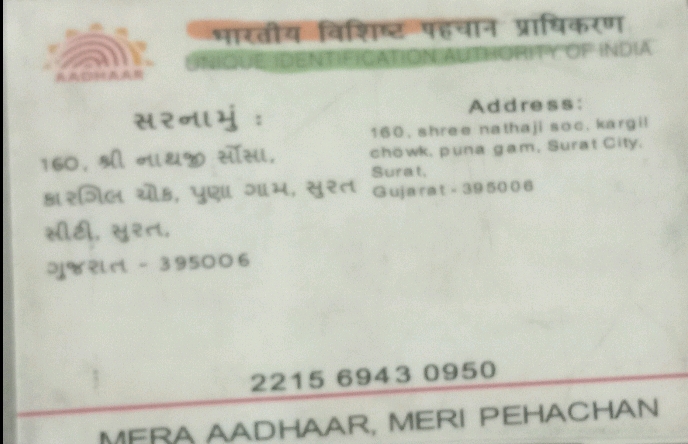 भारतीय विशिष्ट पहचान प्राधिकरण
UNIQUE IDENTIFICATION AUTHORITY OF INDIA
AADHAAR
સરનામું :
160, શ્રી નાથજી સોસા,
કારગિલ ચોક, પુણા ગામ, સુરત
સીટી, સુરત,
ગુજરાત - 395006
Address:
160, shree nathaji soc, kargil
chowk, puna gam, Surat City,
Surat,
Gujarat - 395006
2215 6943 0950
MERA AADHAAR, MERI PEHACHAN